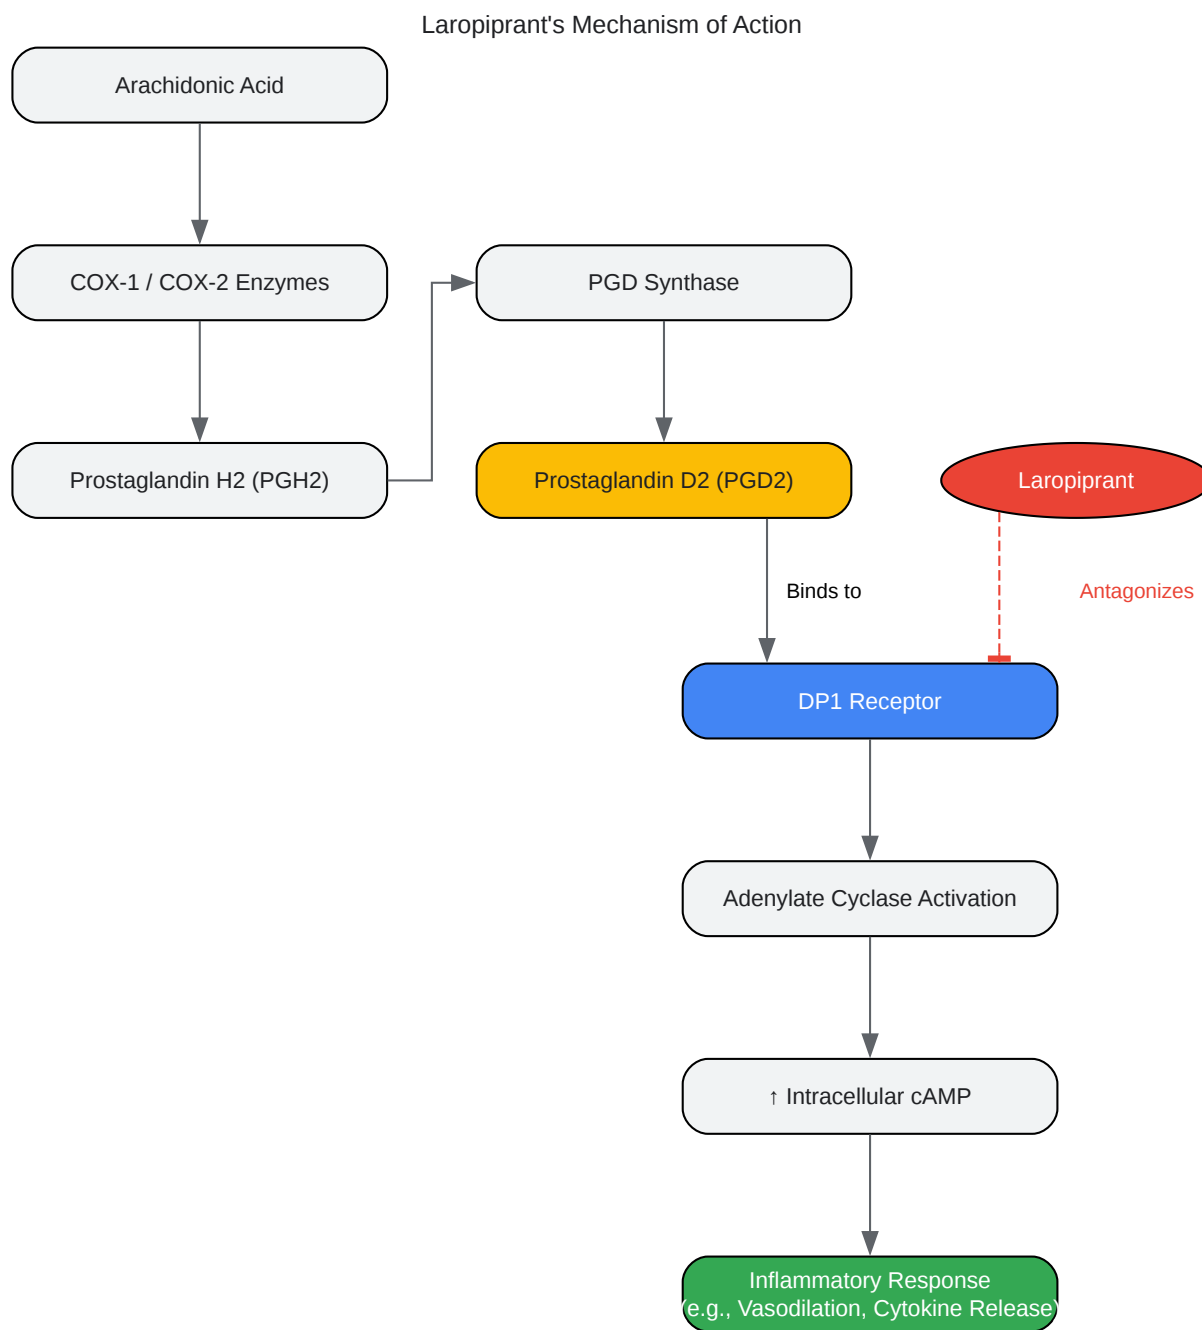 Laropiprant's Mechanism of Action
Arachidonic Acid
COX-1 / COX-2 Enzymes
PGD Synthase
Prostaglandin H2 (PGH2)
Prostaglandin D2 (PGD2)
Laropiprant
Binds to
Antagonizes
DP1 Receptor
Adenylate Cyclase Activation
↑ Intracellular cAMP
Inflammatory Response
(e.g., Vasodilation, Cytokine Release)